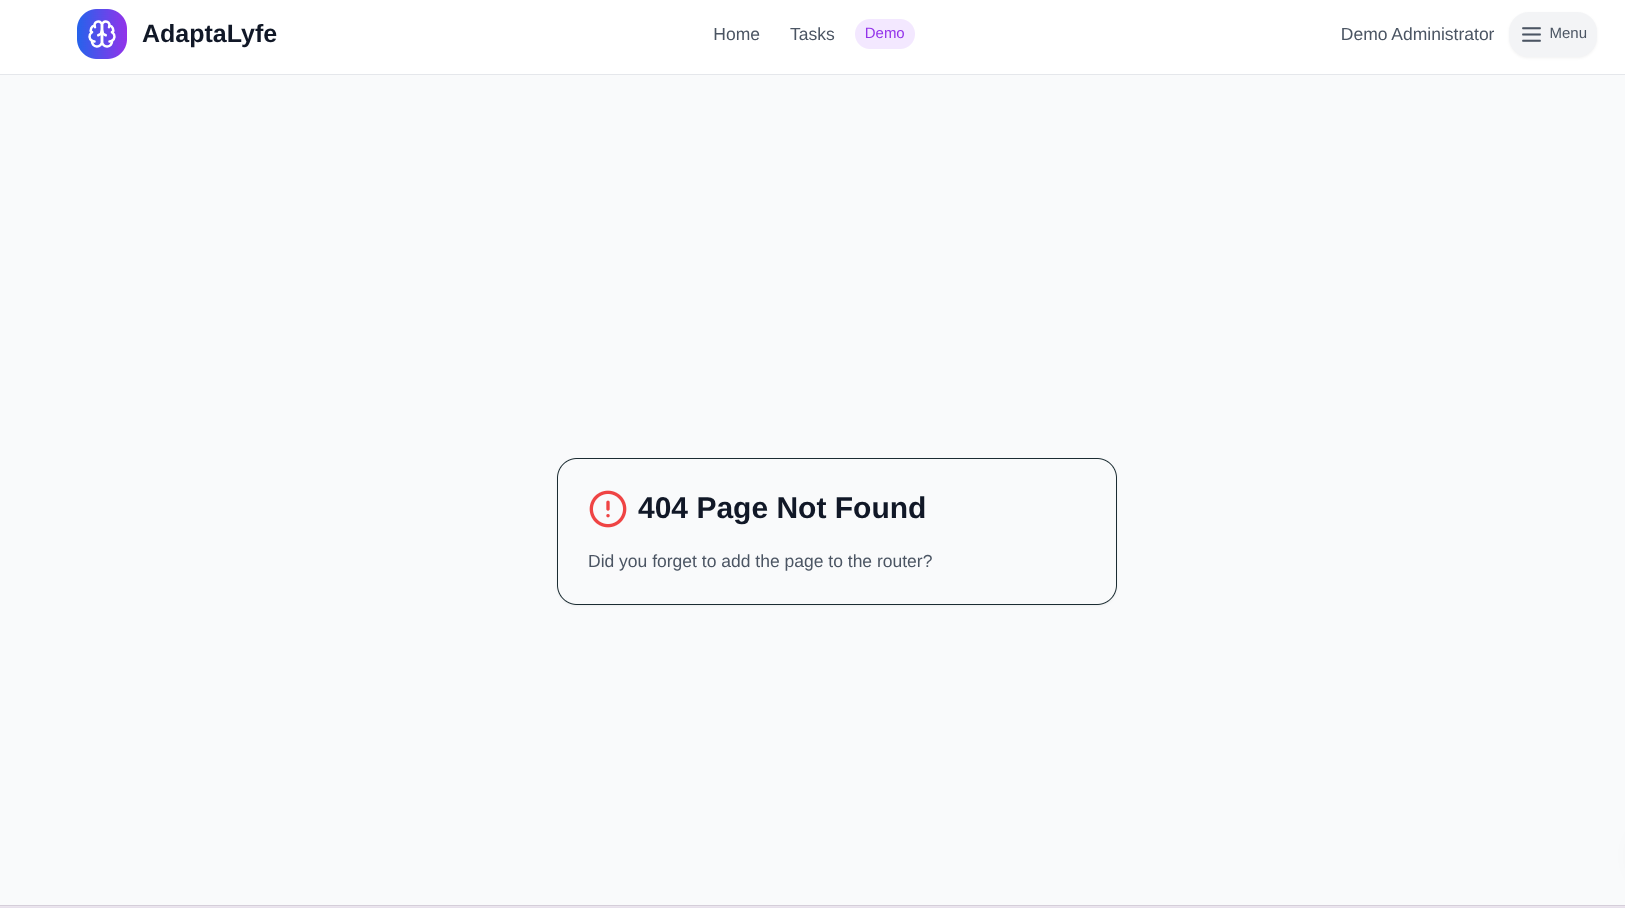 AdaptaLyfe
Home Tasks Demo
Demo Administrator Menu
404 Page Not Found
Did you forget to add the page to the router?